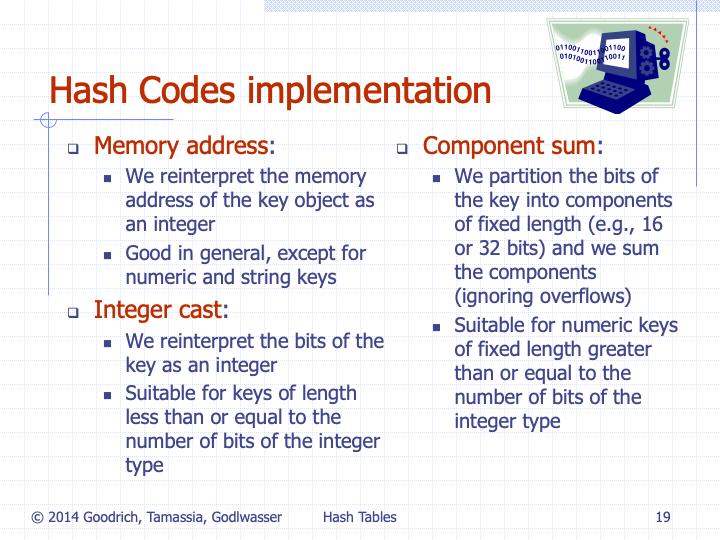 Hash Codes implementation
01100110011001100
0101001100110011
Memory address:
We reinterpret the memory
address of the key object as
an integer
Good in general, except for
numeric and string keys
Integer cast:
We reinterpret the bits of the
key as an integer
Suitable for keys of length
less than or equal to the
number of bits of the integer
type
Component sum:
We partition the bits of
the key into components
of fixed length (e.g., 16
or 32 bits) and we sum
the components
(ignoring overflows)
Suitable for numeric keys
of fixed length greater
than or equal to the
number of bits of the
integer type
© 2014 Goodrich, Tamassia, Godlwasser
Hash Tables
19